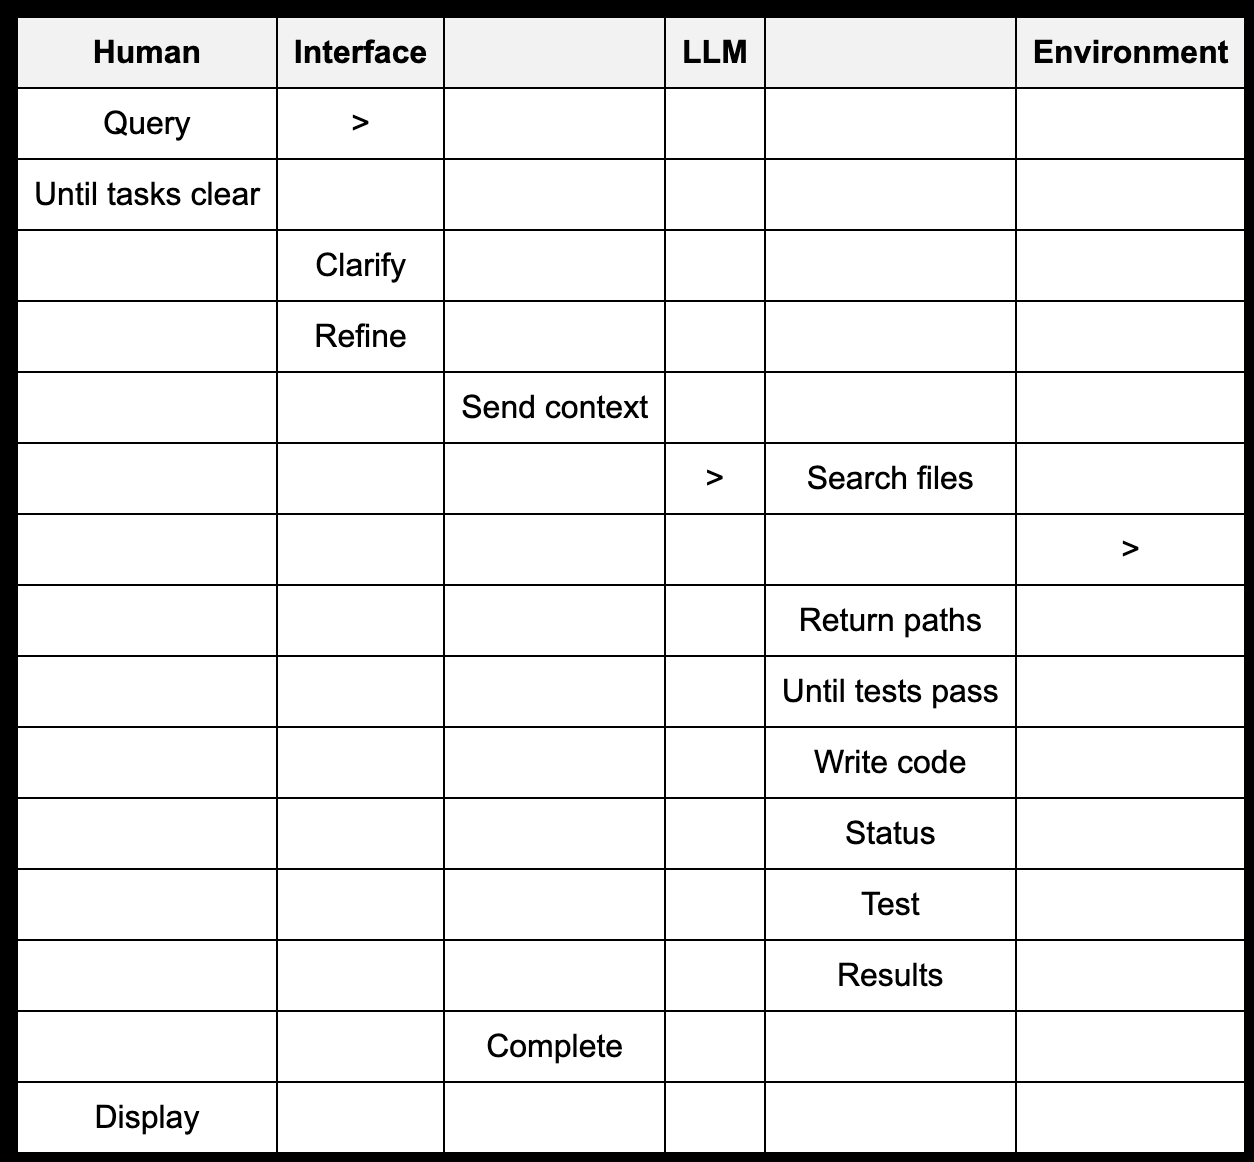 Human Interface LLM Environment
Query >
Until tasks clear
Clarify
Refine
Send context
> Search files
>
Return paths
Until tests pass
Write code
Status
Test
Results
Complete
Display